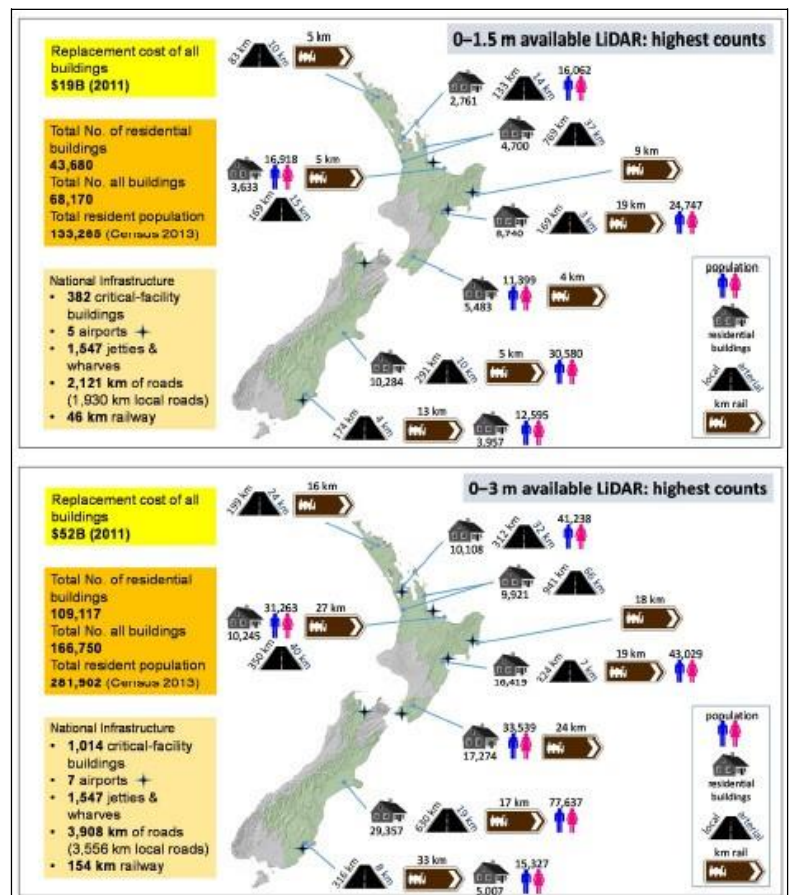 0–1.5 m available LiDAR: highest counts
Replacement cost of all
buildings
$19B (2011)
Total No. of residential
buildings
43,680
Total No. all buildings
68,170
Total resident population
133,265 (Census 2013)
National Infrastructure
• 382 critical-facility
buildings
• 5 airports
• 1,547 jetties &
wharves
• 2,121 km of roads
(1,930 km local roads)
• 46 km railway
83 km
10 km
5 km
2,761
133 km
14 km
16,062
4,700
769 km
37 km
3,633
16,918
5 km
169 km
15 km
9 km
8,740
169 km
3 km
19 km
24,747
5,483
11,399
4 km
10,284
291 km
10 km
5 km
30,580
174 km
4 km
13 km
3,957
12,595
population
residential
buildings
local
arterial
km rail
0–3 m available LiDAR: highest counts
Replacement cost of all
buildings
$52B (2011)
Total No. of residential
buildings
109,117
Total No. all buildings
166,750
Total resident population
281,902 (Census 2013)
National Infrastructure
• 1,014 critical-facility
buildings
• 7 airports
• 1,547 jetties &
wharves
• 3,908 km of roads
(3,556 km local roads)
• 154 km railway
199 km
24 km
16 km
10,108
312 km
32 km
41,238
9,921
941 km
66 km
10,245
31,263
27 km
350 km
40 km
18 km
16,419
324 km
7 km
19 km
43,029
17,274
33,539
24 km
29,357
630 km
19 km
17 km
77,637
316 km
8 km
33 km
5,007
15,327
population
residential
buildings
local
arterial
km rail